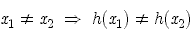 x₁ ≠ x₂ ⇒ h(x₁) ≠ h(x₂)